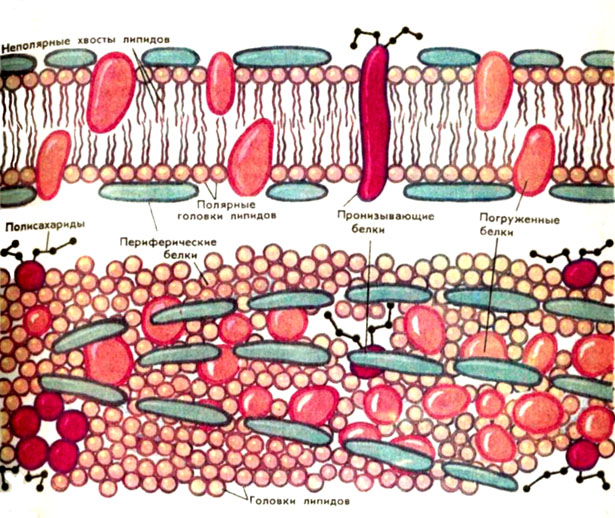 Неполярные хвосты липидов
Полярные
головки липидов
Пронизывающие
белки
Погруженные
белки
Полисахариды
Периферические
белки
Головки липидов